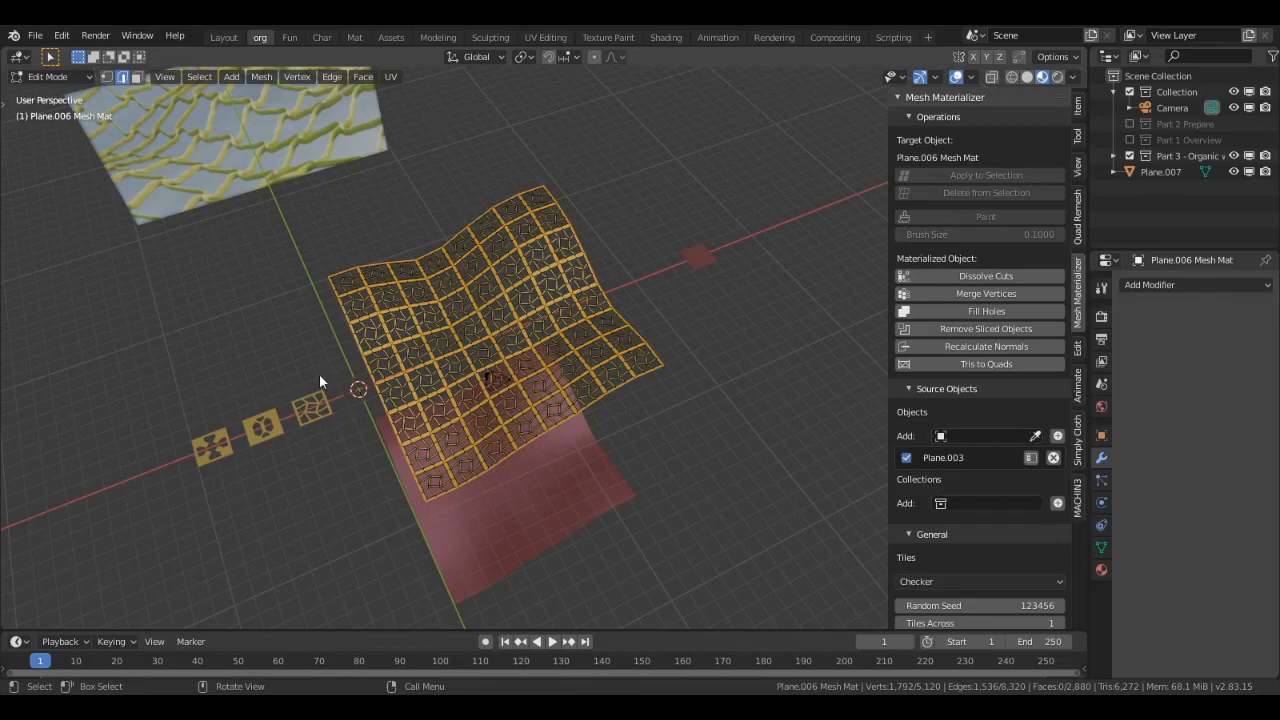 File Edit Render Window Help
Layout org Fun Char Mat Assets Modeling Sculpting UV Editing Shading Animation Rendering Compositing Scripting +
Scene
View Layer
Global
X Y Z
Options
Edit Mode
View Select Add Mesh Vertex Edge Face UV
User Perspective
(1) Plane.006 Mesh Mat
Mesh Materializer
Operations
Target Object:
Plane.006 Mesh Mat
Apply to Selection
Delete from Selection
Paint
Brush Size 0.1000
Materialized Object:
Dissolve Cuts
Merge Vertices
Fill Holes
Remove Sliced Objects
Recalculate Normals
Tris to Quads
Source Objects
Objects
Add:
Plane.003
Collections
Add:
General
Tiles
Checker
Random Seed 123456
Tiles Across 1
Item
Tool
View
Quad Remesh
Mesh Materializer
Edit
Animate
Simply Cloth
MACHIN3
Scene Collection
Collection
Camera
Part 2 Prepare
Part 1 Overview
Part 3 - Organic
Plane.007
Plane.006 Mesh Mat
Add Modifier
Playback Keying View Marker
1 Start 1 End 250
1 10 20 30 40 50 60 70 80 90 100 110 120 130 140 150 160 170 180 190 200 210 220 230 240 250
Select Box Select Rotate View Call Menu
Plane.006 Mesh Mat | Verts:1,792/5,120 | Edges:1,536/8,320 | Faces:0/2,880 | Tris:6,272 | Mem: 68.1 MiB | v2.83.15